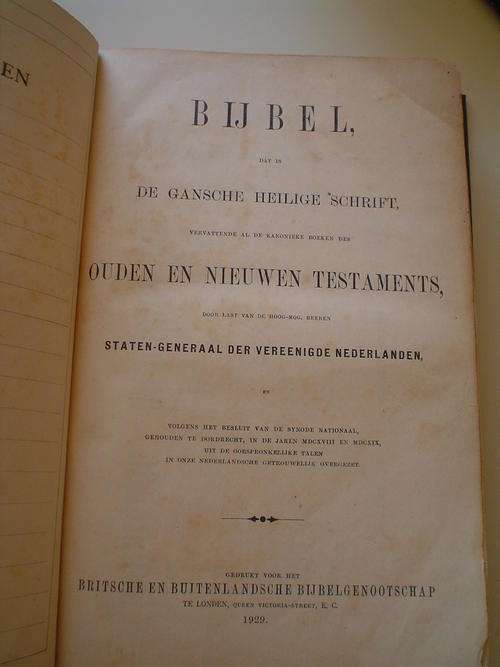 EN
BIJBEL,
DAT IS
DE GANSCHE HEILIGE SCHRIFT,
VERVATTENDE AL DE KANONIEKE BOEKEN DES
OUDEN EN NIEUWEN TESTAMENTS,
DOOR LAST VAN DE HOOG-MOG. HEEREN
STATEN-GENERAAL DER VEREENIGDE NEDERLANDEN,
EN
VOLGENS HET BESLUIT VAN DE SYNODE NATIONAAL,
GEHOUDEN TE DORDRECHT, IN DE JAREN MDCXVIII EN MDCXIX,
UIT DE OORSPRONKELIJKE TALEN
IN ONZE NEDERLANDSCHE GETROUWELIJK OVERGEZET.
GEDRUKT VOOR HET
BRITSCHE EN BUITENLANDSCHE BIJBELGENOOTSCHAP
TE LONDEN, QUEEN VICTORIA-STREET, E. C.
1929.